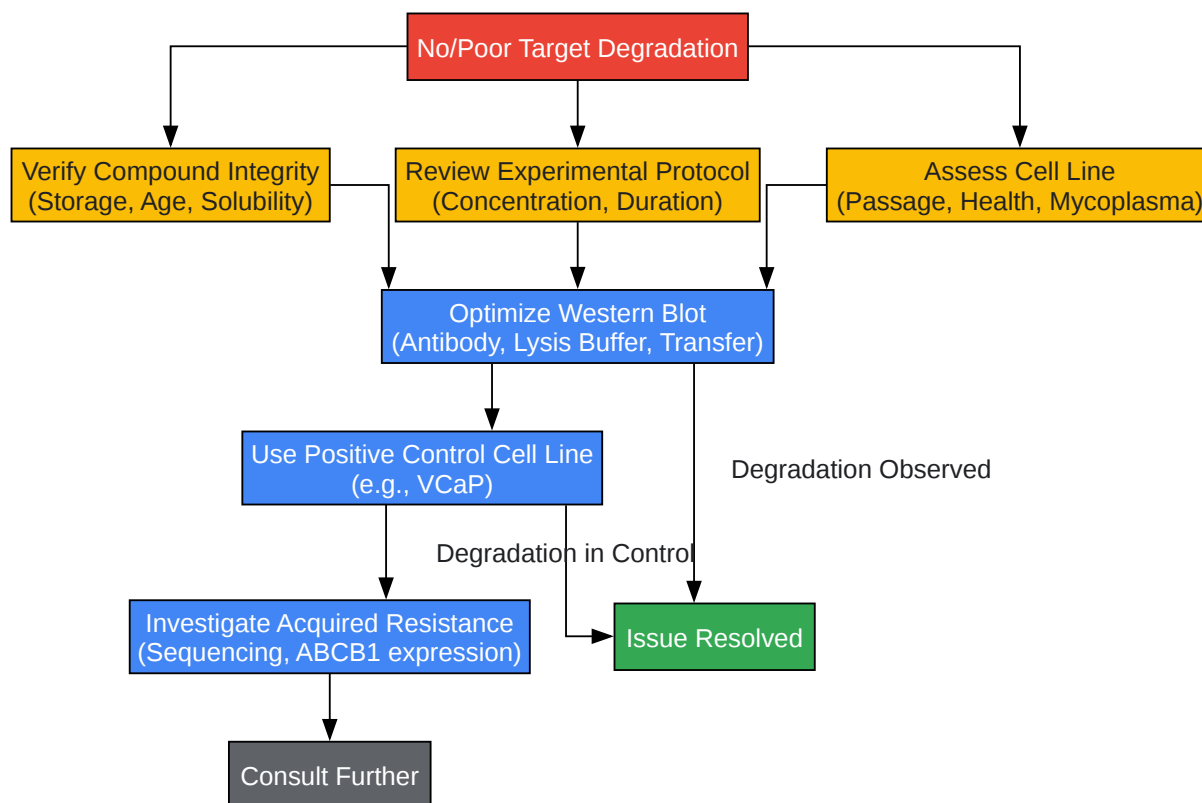 No/Poor Target Degradation
Verify Compound Integrity
(Storage, Age, Solubility)
Review Experimental Protocol
(Concentration, Duration)
Assess Cell Line
(Passage, Health, Mycoplasma)
Optimize Western Blot
(Antibody, Lysis Buffer, Transfer)
Use Positive Control Cell Line
(e.g., VCaP)
Degradation Observed
Degradation in Control
Investigate Acquired Resistance
(Sequencing, ABCB1 expression)
Issue Resolved
Consult Further